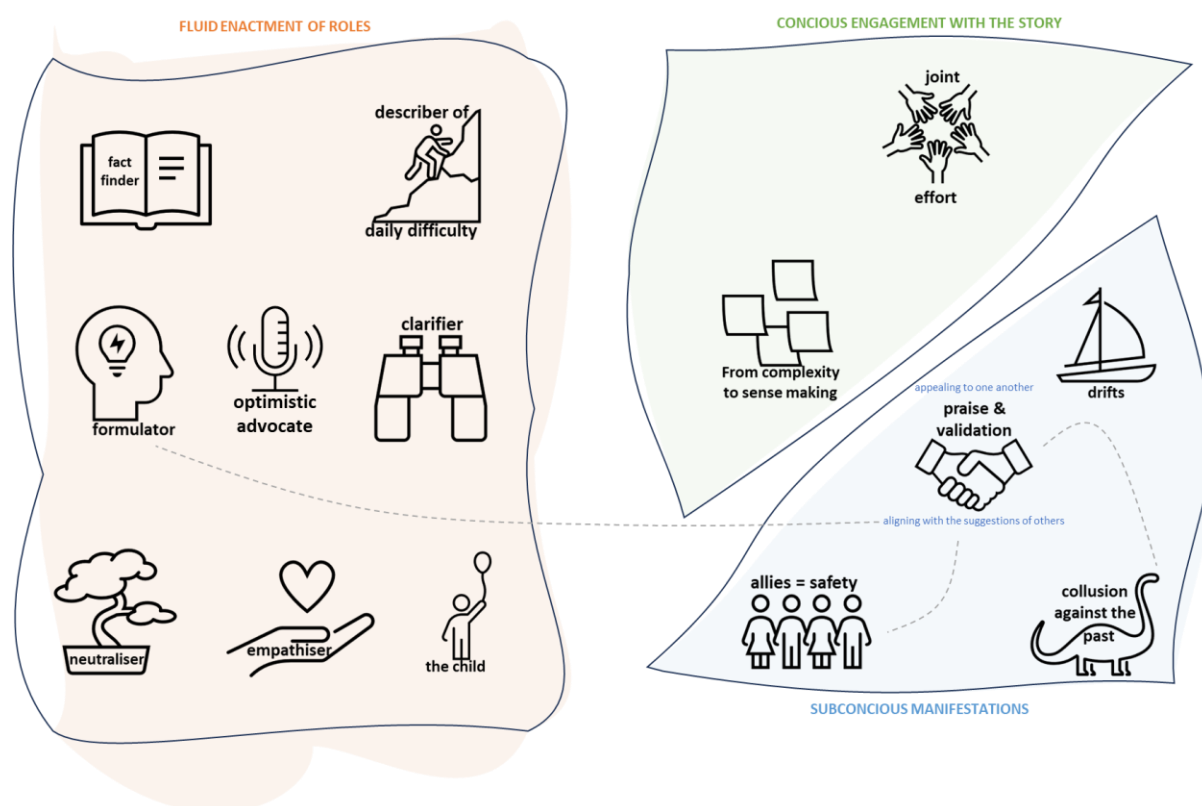 FLUID ENACTMENT OF ROLES
fact
finder
describer of
daily difficulty
formulator
optimistic
advocate
clarifier
neutraliser
empathiser
the child
CONCIOUS ENGAGEMENT WITH THE STORY
joint
effort
From complexity
to sense making
drifts
appealing to one another
praise &
validation
aligning with the suggestions of others
allies = safety
collusion
against the
past
SUBCONCIOUS MANIFESTATIONS